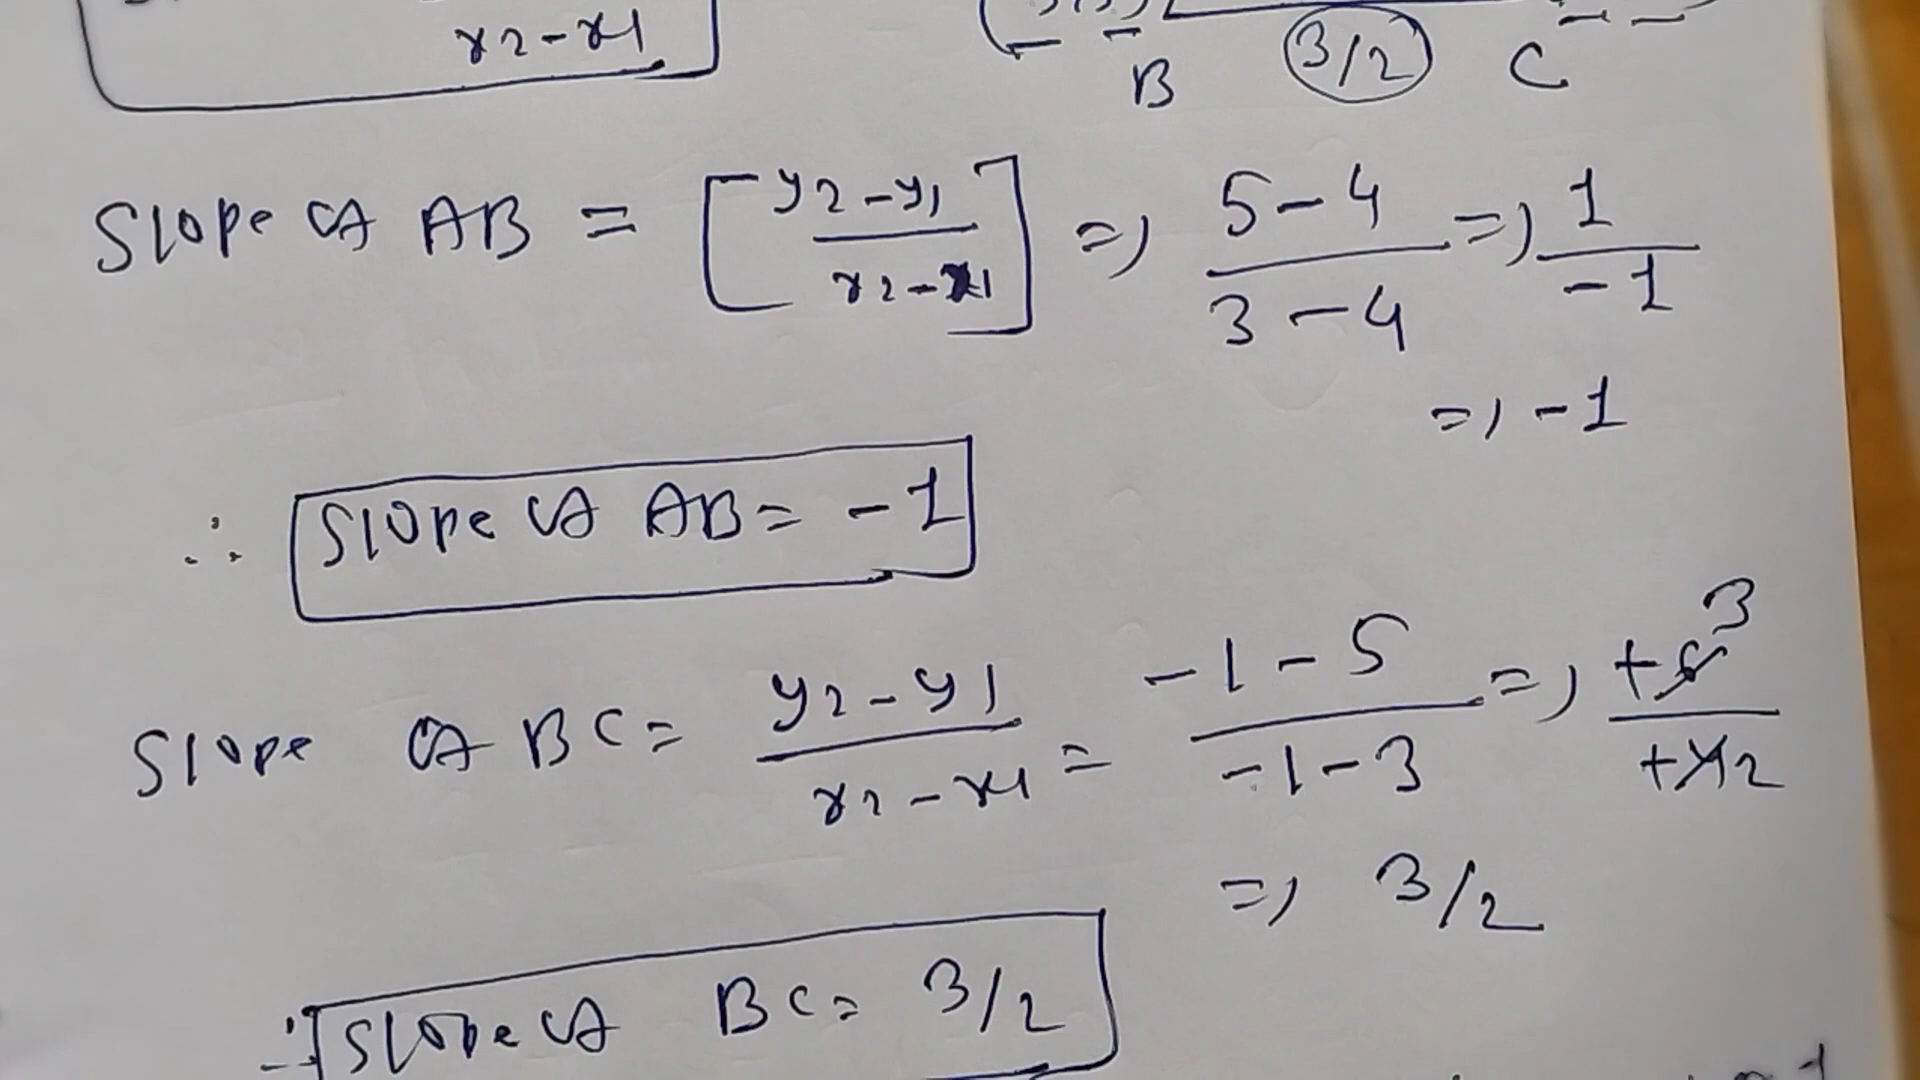 x2-x1
B 3/2 C
Slope of AB = [y2-y1 / x2-x1] => 5-4 / 3-4 => 1 / -1
=> -1
∴ Slope of AB = -1
Slope of BC = y2-y1 / x2-x1 = -1-5 / -1-3 => +6 3 / +4 2
=> 3/2
∴ Slope of BC = 3/2